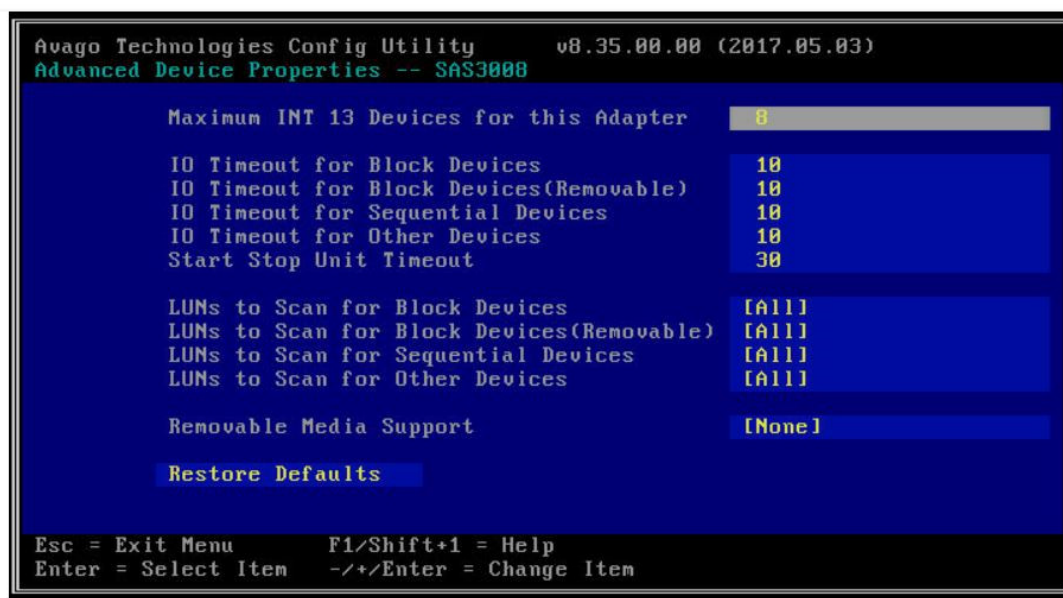 Avago Technologies Config Utility v8.35.00.00 (2017.05.03)
Advanced Device Properties -- SAS3008
Maximum INT 13 Devices for this Adapter 8
IO Timeout for Block Devices 10
IO Timeout for Block Devices(Removable) 10
IO Timeout for Sequential Devices 10
IO Timeout for Other Devices 10
Start Stop Unit Timeout 30
LUNs to Scan for Block Devices [All]
LUNs to Scan for Block Devices(Removable) [All]
LUNs to Scan for Sequential Devices [All]
LUNs to Scan for Other Devices [All]
Removable Media Support [None]
Restore Defaults
Esc = Exit Menu F1/Shift+1 = Help
Enter = Select Item -/+/Enter = Change Item